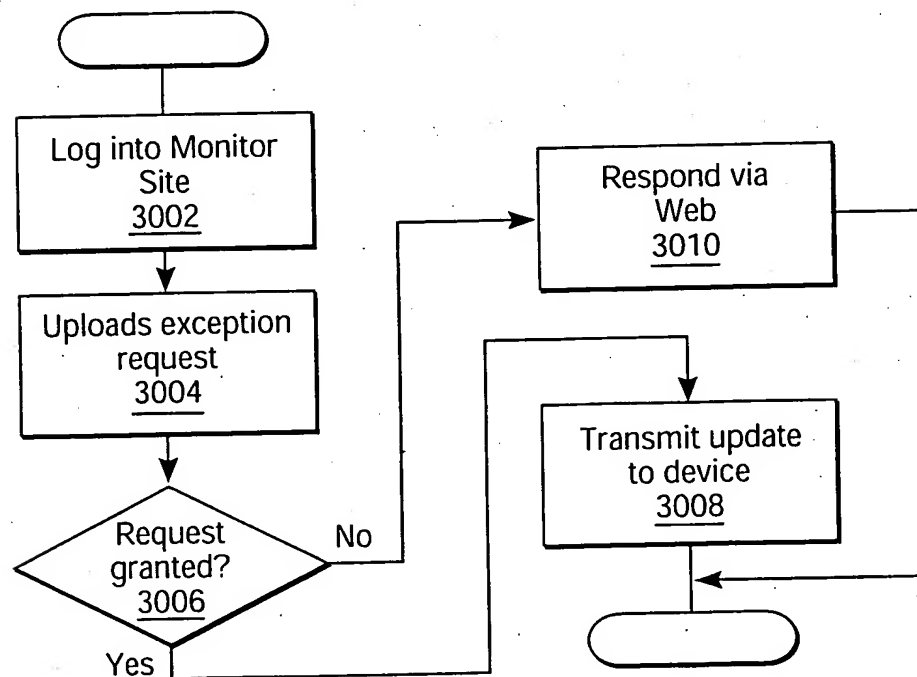 Log into Monitor
Site
3002
Uploads exception
request
3004
Request
granted?
3006
No
Yes
Respond via
Web
3010
Transmit update
to device
3008